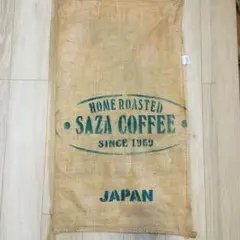 HOME ROASTED
• SAZA COFFEE •
SINCE 1969
JAPAN